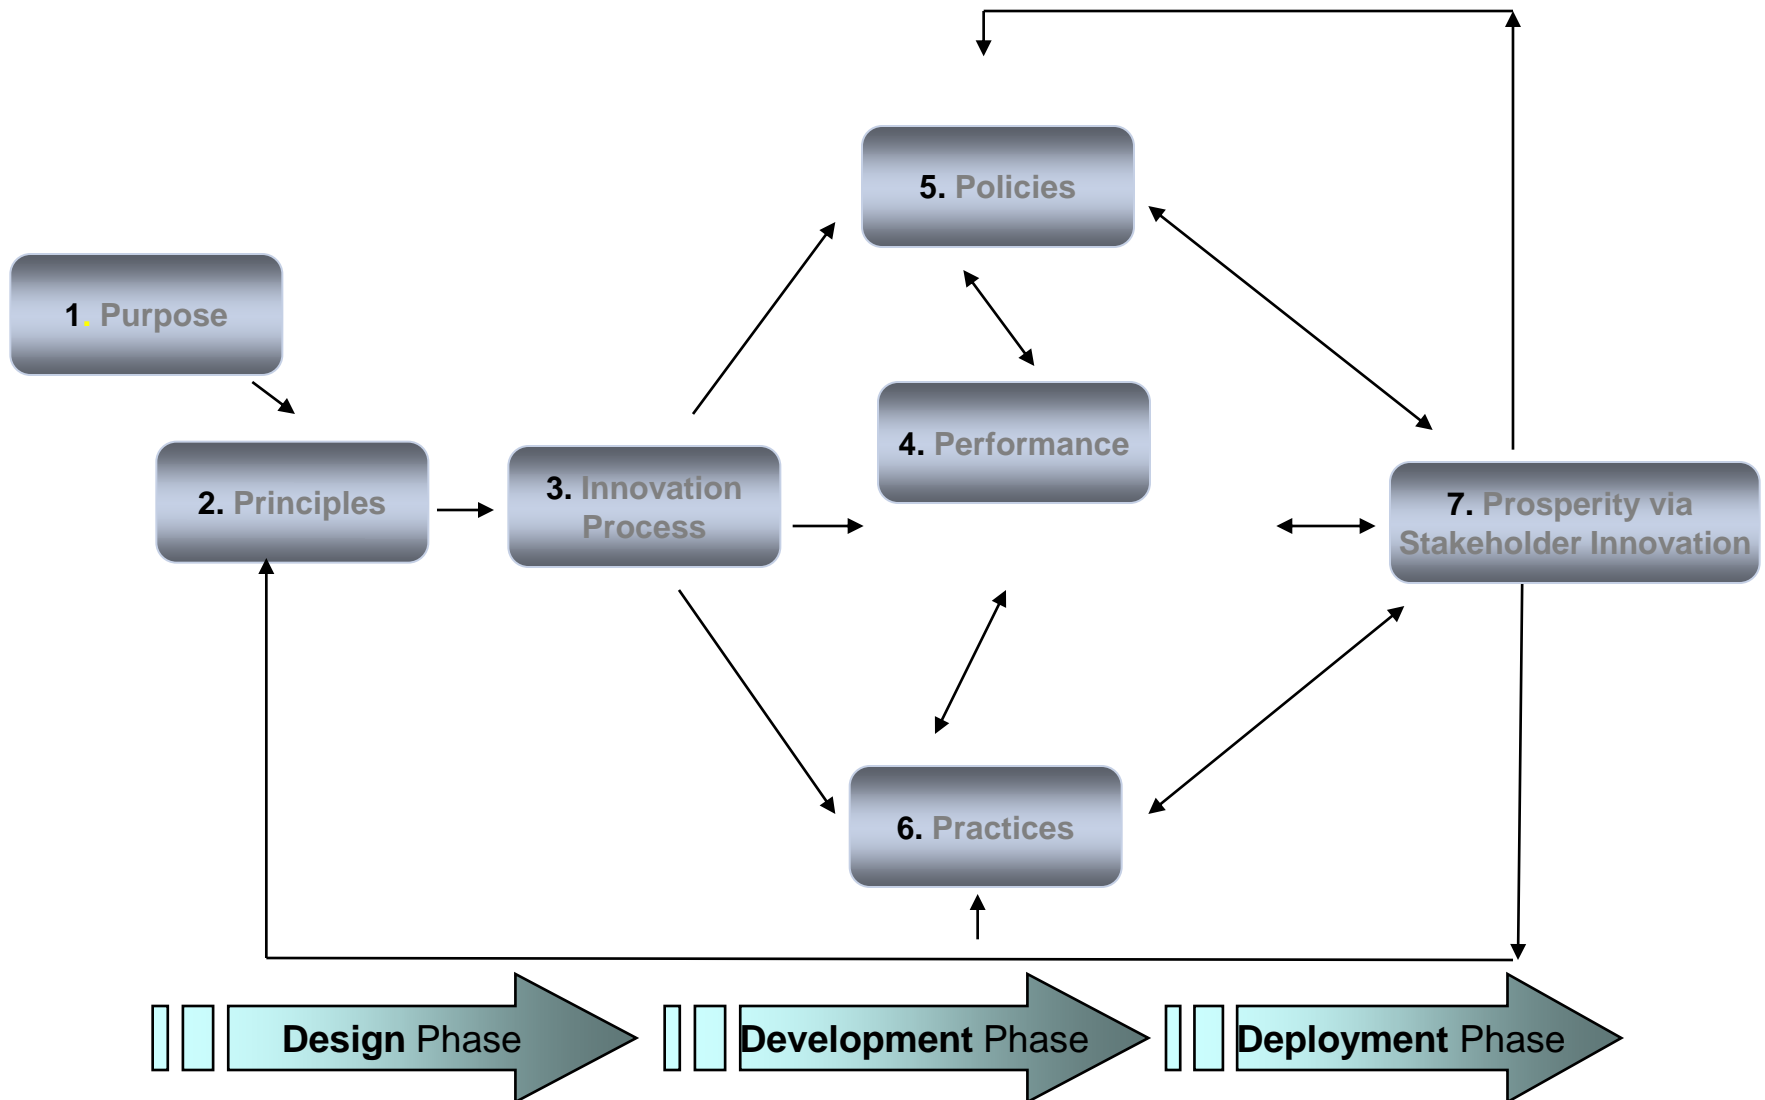 1. Purpose
2. Principles
3. Innovation
Process
4. Performance
5. Policies
6. Practices
7. Prosperity via
Stakeholder Innovation
Design Phase
Development Phase
Deployment Phase